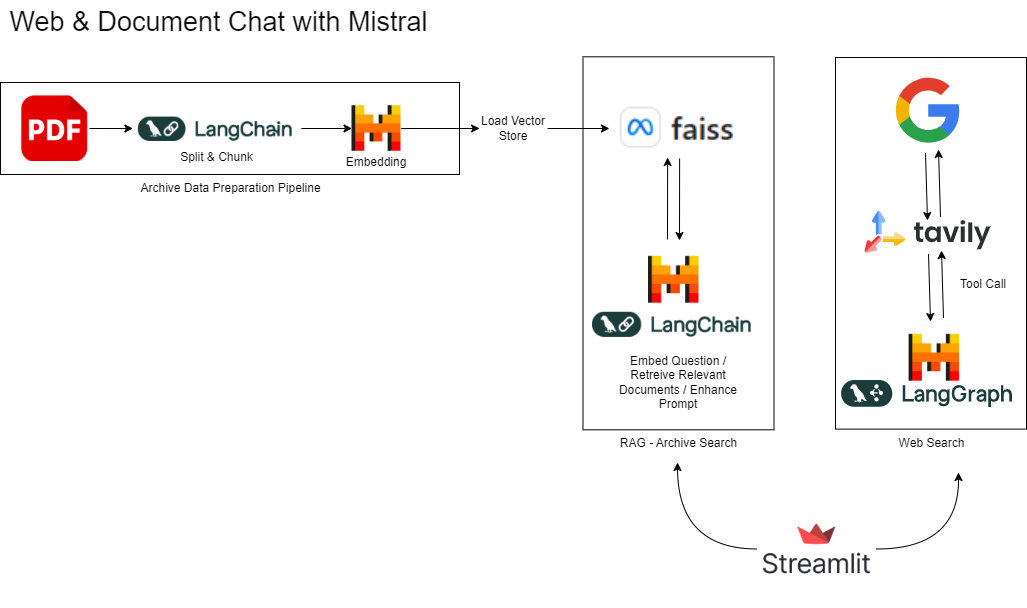 Web & Document Chat with Mistral
PDF
LangChain
Split & Chunk
Embedding
Archive Data Preparation Pipeline
Load Vector
Store
faiss
LangChain
Embed Question /
Retreive Relevant
Documents / Enhance
Prompt
RAG - Archive Search
tavily
Tool Call
LangGraph
Web Search
Streamlit